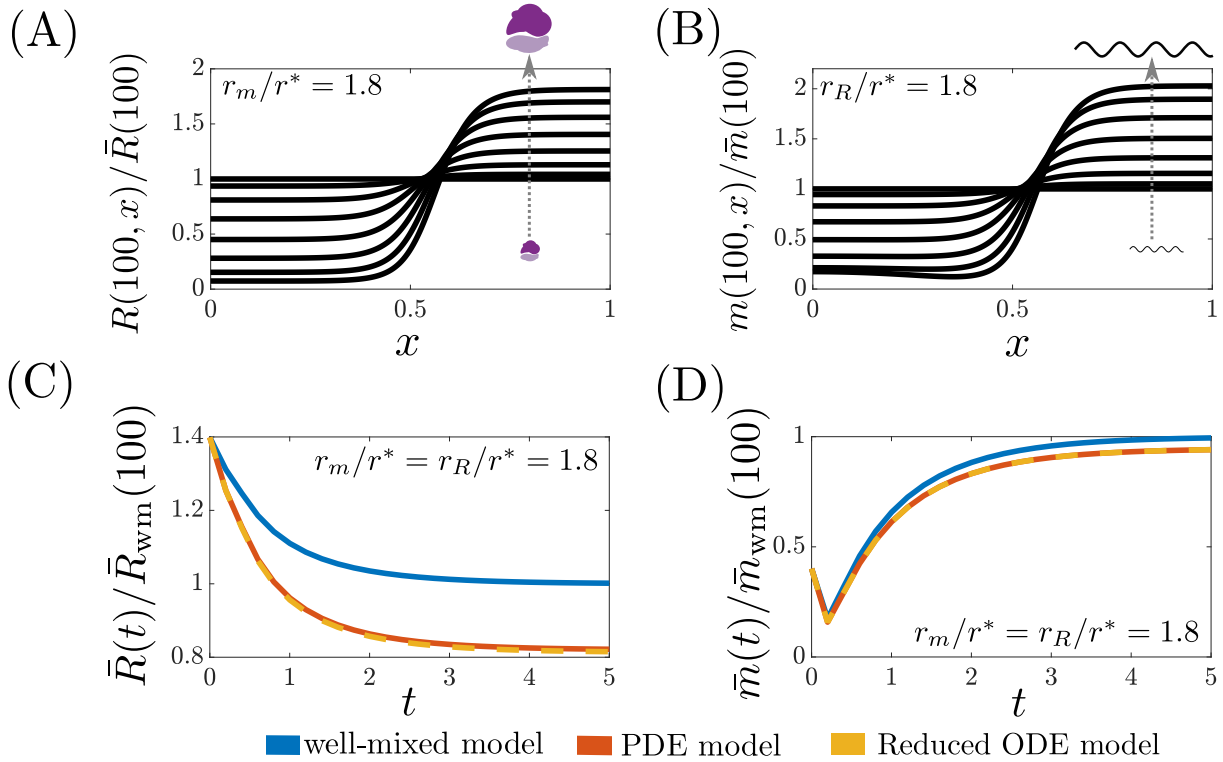 (A)
R(100, x)/R̄(100)
r_m/r* = 1.8
2
1.5
1
0.5
0
0
0.5
1
x
(B)
m(100, x)/m̄(100)
r_R/r* = 1.8
2
1.5
1
0.5
0
0
0.5
1
x
(C)
R̄(t)/R̄_wm(100)
r_m/r* = r_R/r* = 1.8
1.4
1.2
1
0.8
0
1
2
3
4
5
t
(D)
m̄(t)/m̄_wm(100)
r_m/r* = r_R/r* = 1.8
1
0.5
0
0
1
2
3
4
5
t
well-mixed model PDE model Reduced ODE model